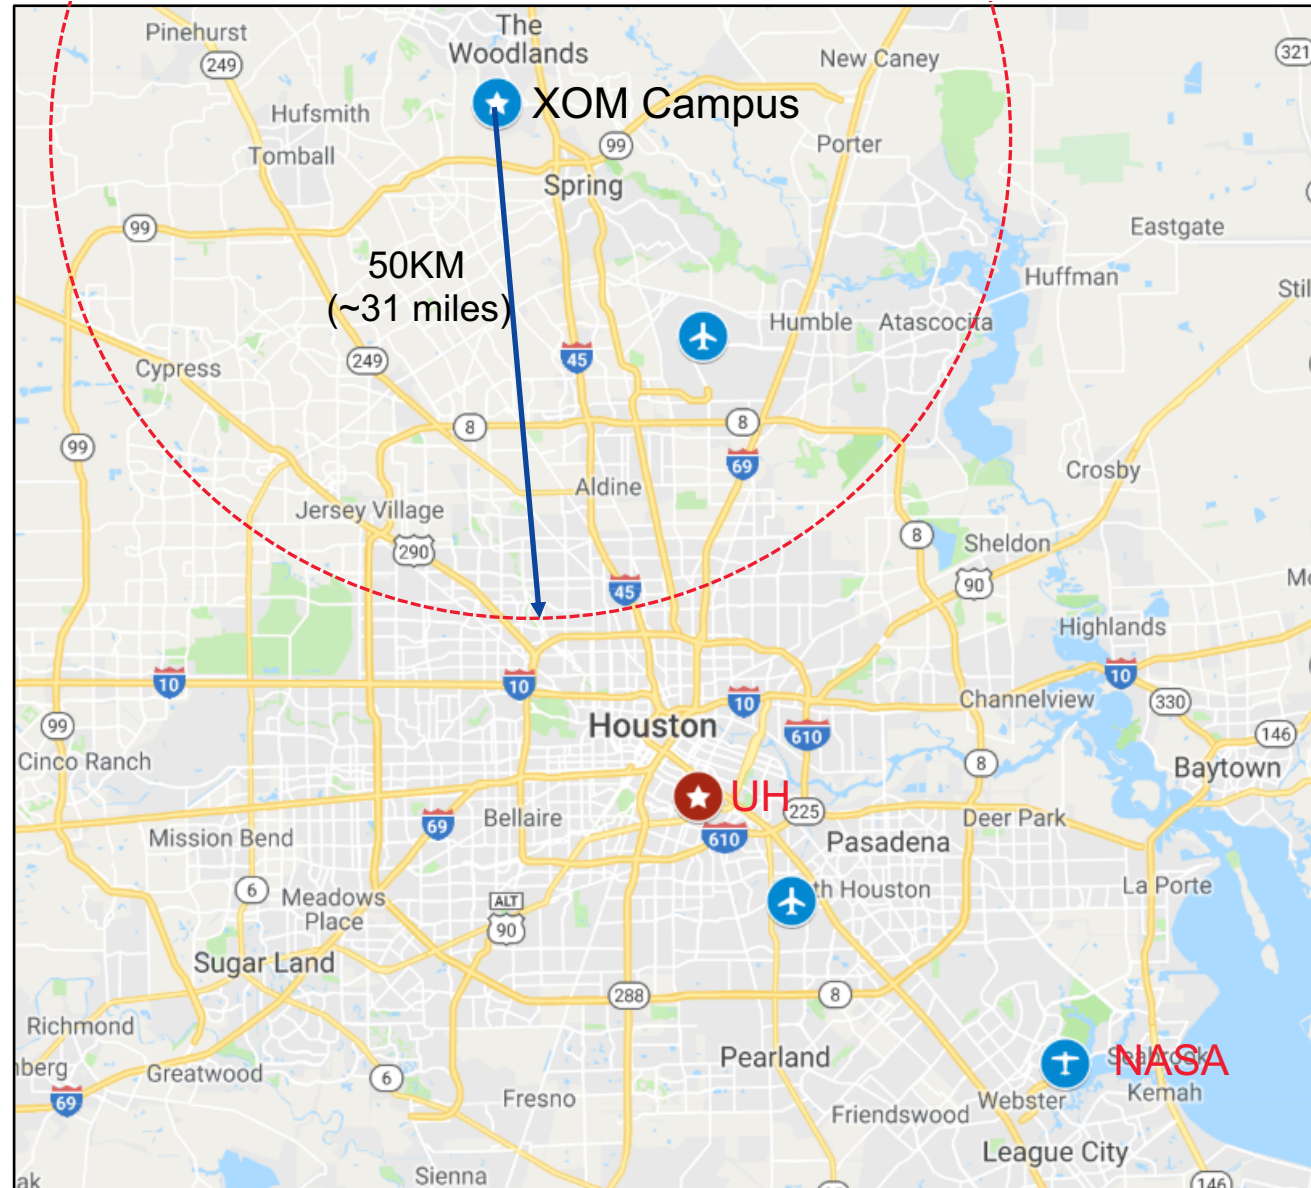 The
Woodlands
Pinehurst
249
New Caney
321
XOM Campus
Hufsmith
Tomball
99
Porter
Spring
99
Eastgate
50KM
(~31 miles)
Huffman
Humble
Atascocita
45
249
Cypress
8
8
99
69
Crosby
Aldine
Jersey Village
290
8
Sheldon
90
45
Highlands
10
10
10
10
Channelview
330
99
Houston
610
146
Cinco Ranch
8
Baytown
UH
225
69
Bellaire
Deer Park
Mission Bend
610
Pasadena
6
Meadows
Place
ALT
90
th Houston
La Porte
Sugar Land
288
8
Richmond
nberg
Greatwood
6
Pearland
NASA
Seabrook
Kemah
69
Fresno
Webster
Friendswood
League City
Sienna
146